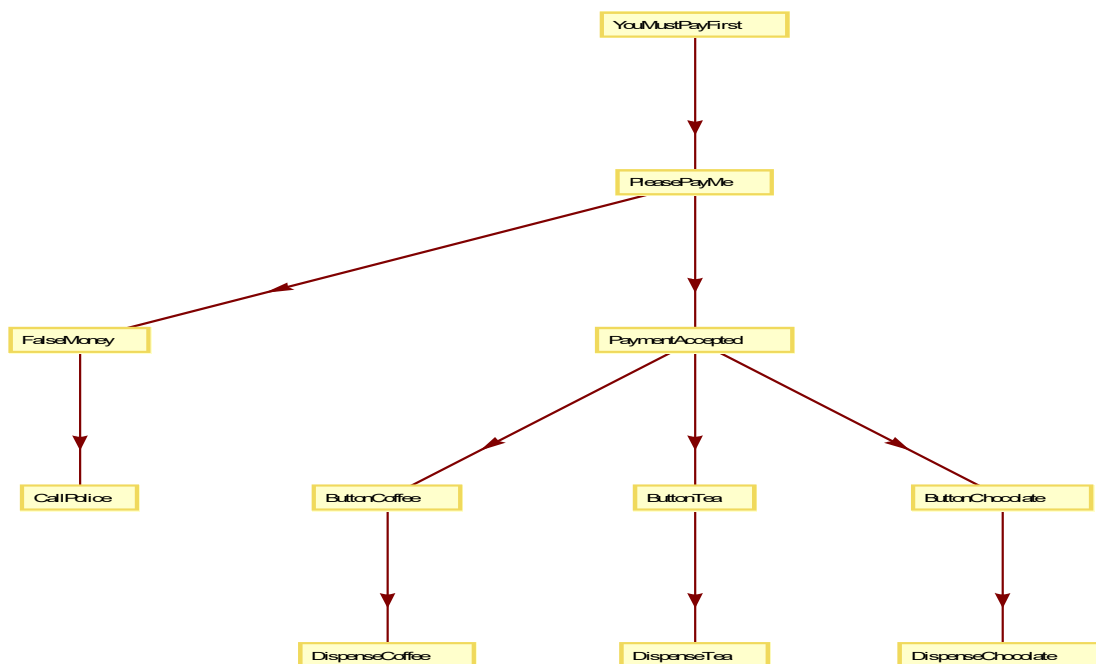 YouMustPayFirst
PleasePayMe
FalseMoney
PaymentAccepted
CallPolice
ButtonCoffee
ButtonTea
ButtonChocolate
DispenseCoffee
DispenseTea
DispenseChocolate